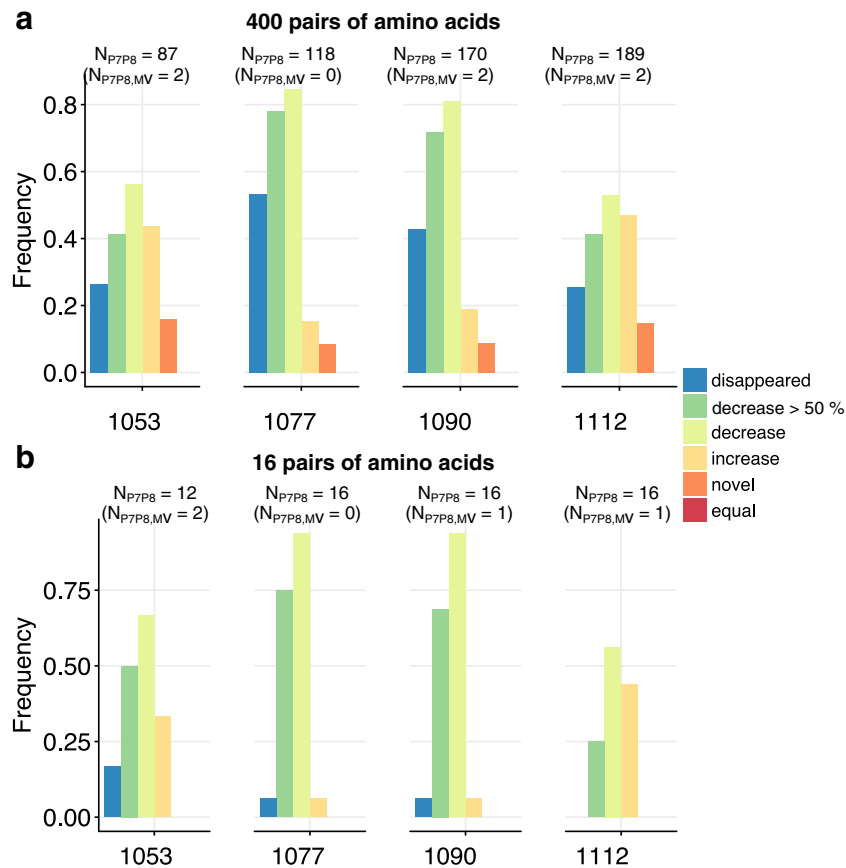 a
400 pairs of amino acids
NP7P8 = 87 NP7P8 = 118 NP7P8 = 170 NP7P8 = 189
(NP7P8,MV = 2) (NP7P8,MV = 0) (NP7P8,MV = 2) (NP7P8,MV = 2)
Frequency
0.8
0.6
0.4
0.2
0.0
1053 1077 1090 1112
disappeared
decrease > 50 %
decrease
increase
novel
equal
b
16 pairs of amino acids
NP7P8 = 12 NP7P8 = 16 NP7P8 = 16 NP7P8 = 16
(NP7P8,MV = 2) (NP7P8,MV = 0) (NP7P8,MV = 1) (NP7P8,MV = 1)
Frequency
0.75
0.50
0.25
0.00
1053 1077 1090 1112